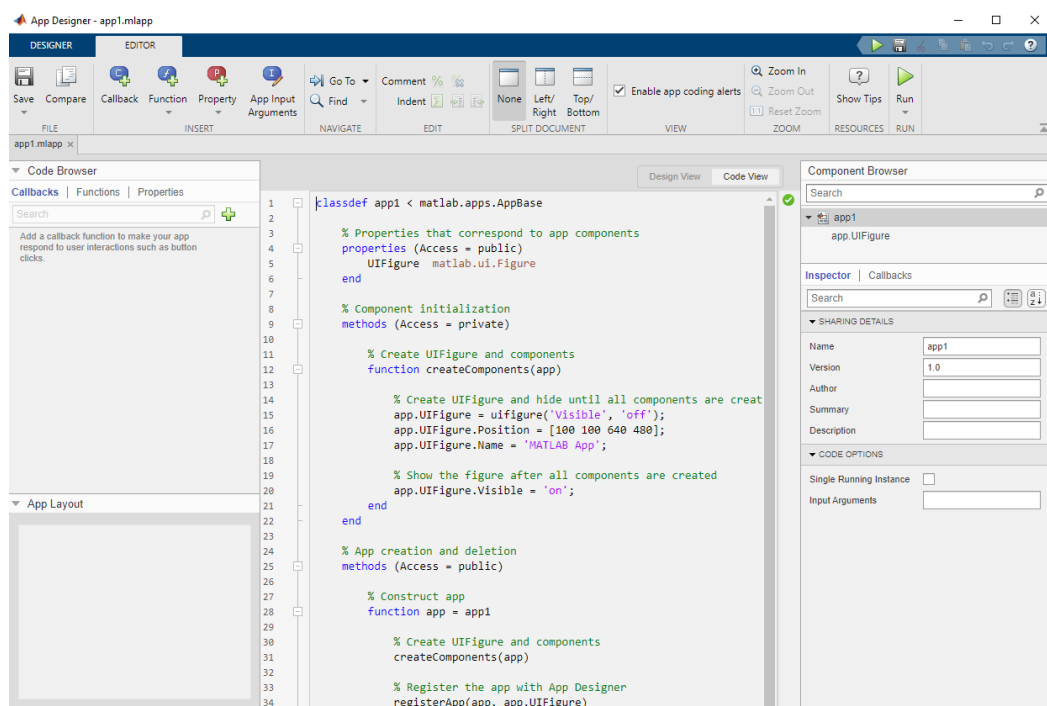 App Designer - app1.mlapp
DESIGNER EDITOR
Save Compare Callback Function Property App Input Arguments
Go To Find
Comment Indent
None Left/ Right Top/ Bottom
Enable app coding alerts
Zoom In
Zoom Out
Reset Zoom
Show Tips Run
FILE INSERT NAVIGATE EDIT SPLIT DOCUMENT VIEW ZOOM RESOURCES RUN
app1.mlapp ×
Code Browser
Callbacks | Functions | Properties
Search
Add a callback function to make your app
respond to user interactions such as button
clicks.
App Layout
Design View Code View
1 classdef app1 < matlab.apps.AppBase
2
3 % Properties that correspond to app components
4 properties (Access = public)
5 UIFigure matlab.ui.Figure
6 end
7
8 % Component initialization
9 methods (Access = private)
10
11 % Create UIFigure and components
12 function createComponents(app)
13
14 % Create UIFigure and hide until all components are creat
15 app.UIFigure = uifigure('Visible', 'off');
16 app.UIFigure.Position = [100 100 640 480];
17 app.UIFigure.Name = 'MATLAB App';
18
19 % Show the figure after all components are created
20 app.UIFigure.Visible = 'on';
21 end
22 end
23
24 % App creation and deletion
25 methods (Access = public)
26
27 % Construct app
28 function app = app1
29
30 % Create UIFigure and components
31 createComponents(app)
32
33 % Register the app with App Designer
34 registerApp(app, app.UIFigure)
Component Browser
Search
app1
app.UIFigure
Inspector | Callbacks
Search
SHARING DETAILS
Name app1
Version 1.0
Author
Summary
Description
CODE OPTIONS
Single Running Instance
Input Arguments